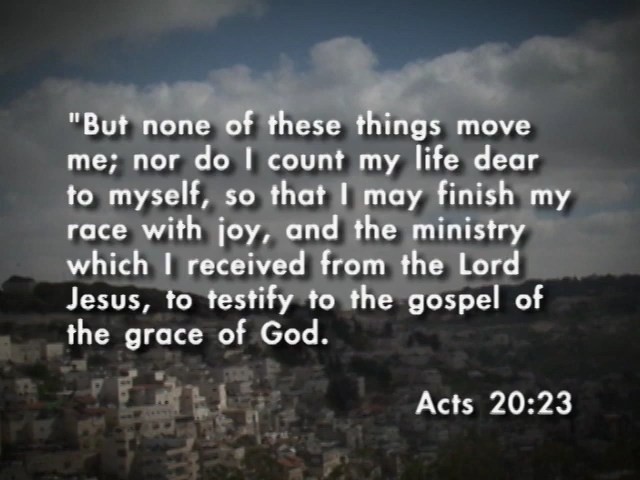 "But none of these things move
me; nor do I count my life dear
to myself, so that I may finish my
race with joy, and the ministry
which I received from the Lord
Jesus, to testify to the gospel of
the grace of God.
Acts 20:23